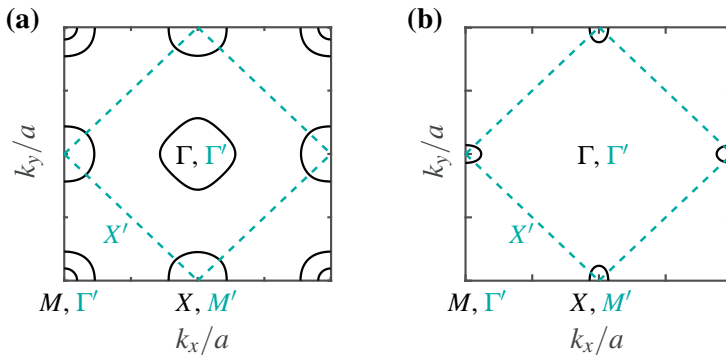 (a)
k_y/a
Γ, Γ′
X′
M, Γ′
X, M′
k_x/a
(b)
k_y/a
Γ, Γ′
X′
M, Γ′
X, M′
k_x/a